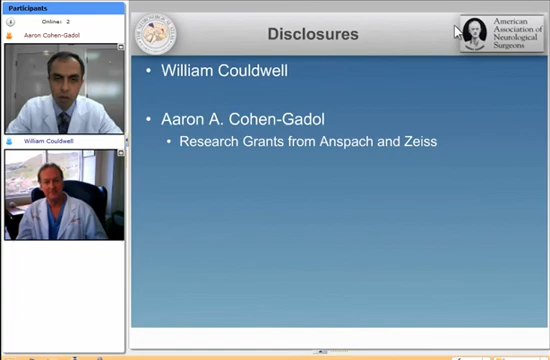 Participants
Online: 2
Aaron Cohen-Gadol
William Couldwell
Disclosures
American
Association of
Neurological
Surgeons
• William Couldwell
• Aaron A. Cohen-Gadol
• Research Grants from Anspach and Zeiss